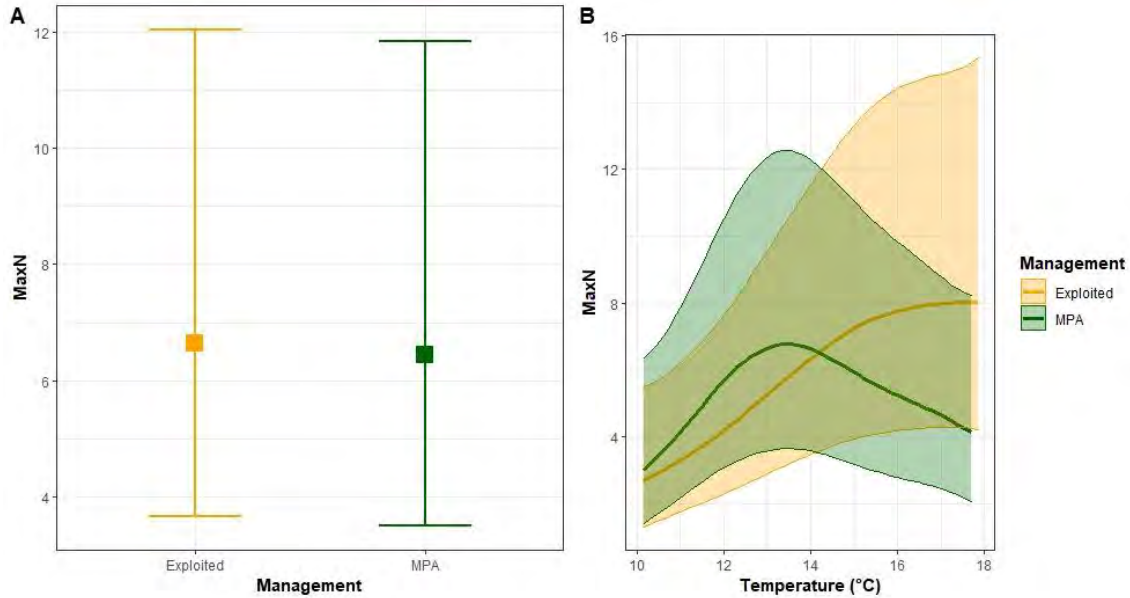 A
12
10
8
6
4
MaxN
Exploited
MPA
Management
B
16
12
8
4
MaxN
10
12
14
16
18
Temperature (°C)
Management
Exploited
MPA